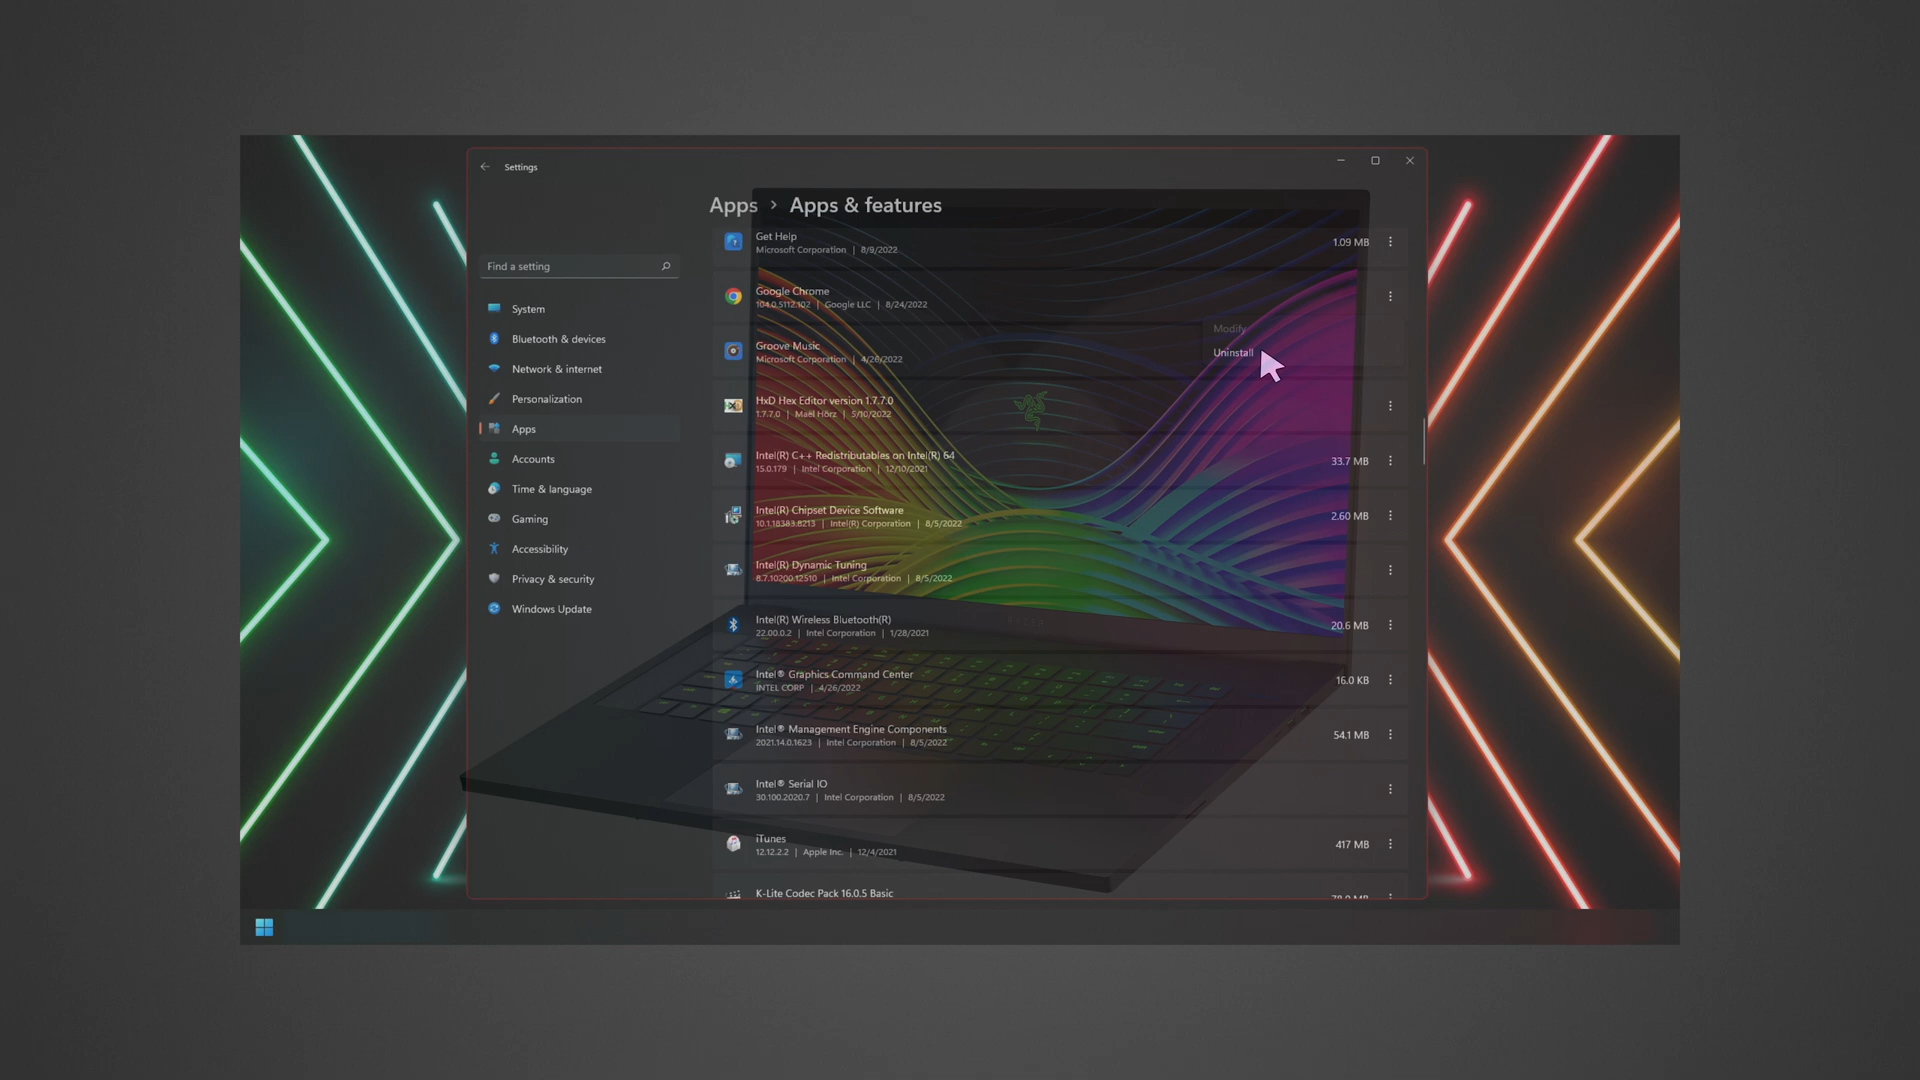 Settings
Apps > Apps & features
Find a setting
System
Bluetooth & devices
Network & internet
Personalization
Apps
Accounts
Time & language
Gaming
Accessibility
Privacy & security
Windows Update
Get Help
Microsoft Corporation | 8/9/2022
1.09 MB
Google Chrome
104.0.5112.102 | Google LLC | 8/24/2022
Modify
Uninstall
Groove Music
Microsoft Corporation | 4/26/2022
HxD Hex Editor version 1.7.7.0
1.7.7.0 | Maël Hörz | 5/10/2022
Intel(R) C++ Redistributables on Intel(R) 64
15.0.179 | Intel Corporation | 12/10/2021
33.7 MB
Intel(R) Chipset Device Software
10.1.18383.8213 | Intel(R) Corporation | 8/5/2022
2.60 MB
Intel(R) Dynamic Tuning
8.7.10200.12510 | Intel Corporation | 8/5/2022
Intel(R) Wireless Bluetooth(R)
22.00.0.2 | Intel Corporation | 1/28/2021
20.6 MB
Intel® Graphics Command Center
INTEL CORP | 4/26/2022
16.0 KB
Intel® Management Engine Components
2021.14.0.1623 | Intel Corporation | 8/5/2022
54.1 MB
Intel® Serial IO
30.100.2020.7 | Intel Corporation | 8/5/2022
iTunes
12.12.2.2 | Apple Inc. | 12/4/2021
417 MB
K-Lite Codec Pack 16.0.5 Basic